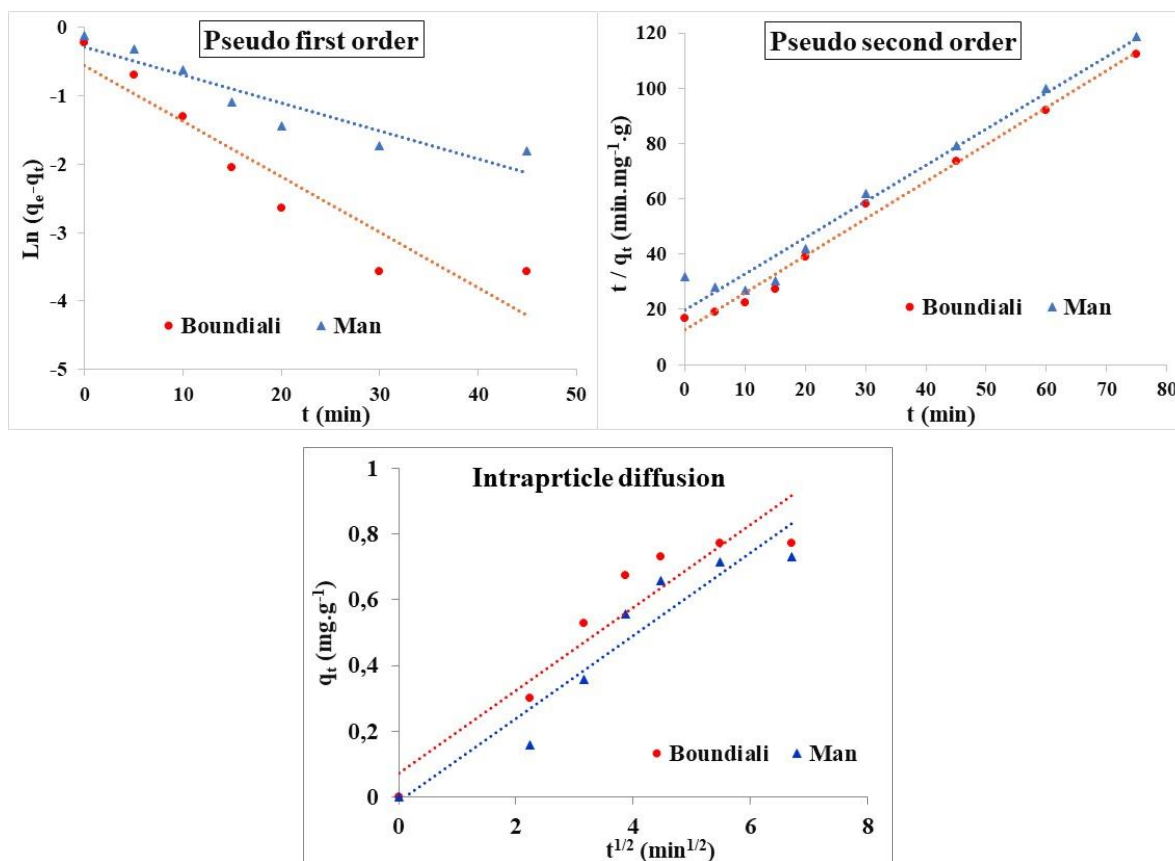 Pseudo first order
Ln (qe-qt)
-0
-1
-2
-3
-4
-5
Boundiali
Man
0 10 20 30 40 50
t (min)
Pseudo second order
t / qt (min.mg-1.g)
120
100
80
60
40
20
0
Boundiali
Man
0 10 20 30 40 50 60 70 80
t (min)
Intraprticle diffusion
qt (mg.g-1)
1
0,8
0,6
0,4
0,2
0
Boundiali
Man
0 2 4 6 8
t1/2 (min1/2)